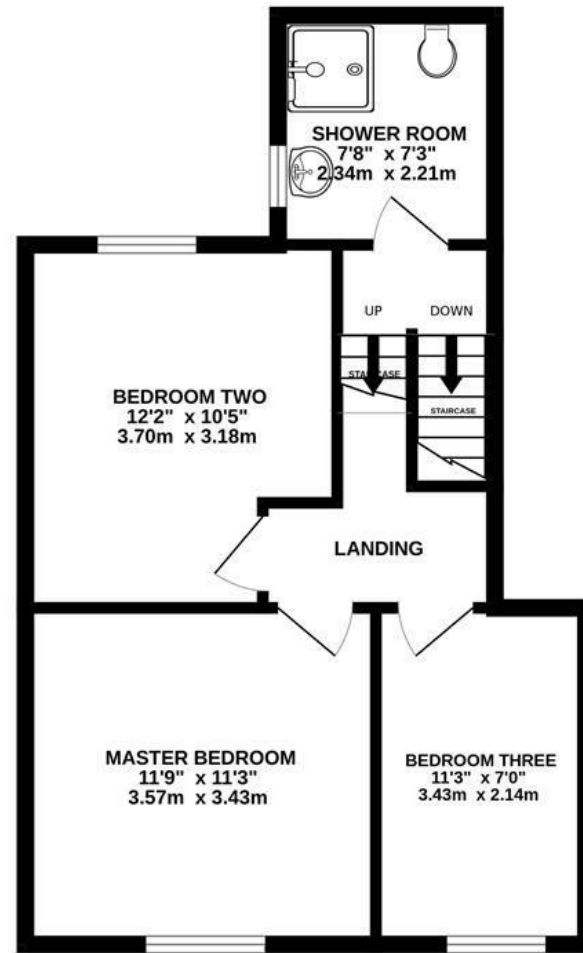 SHOWER ROOM
7'8" x 7'3"
2.34m x 2.21m
UP
DOWN
STAIRCASE
STAIRCASE
BEDROOM TWO
12'2" x 10'5"
3.70m x 3.18m
LANDING
MASTER BEDROOM
11'9" x 11'3"
3.57m x 3.43m
BEDROOM THREE
11'3" x 7'0"
3.43m x 2.14m